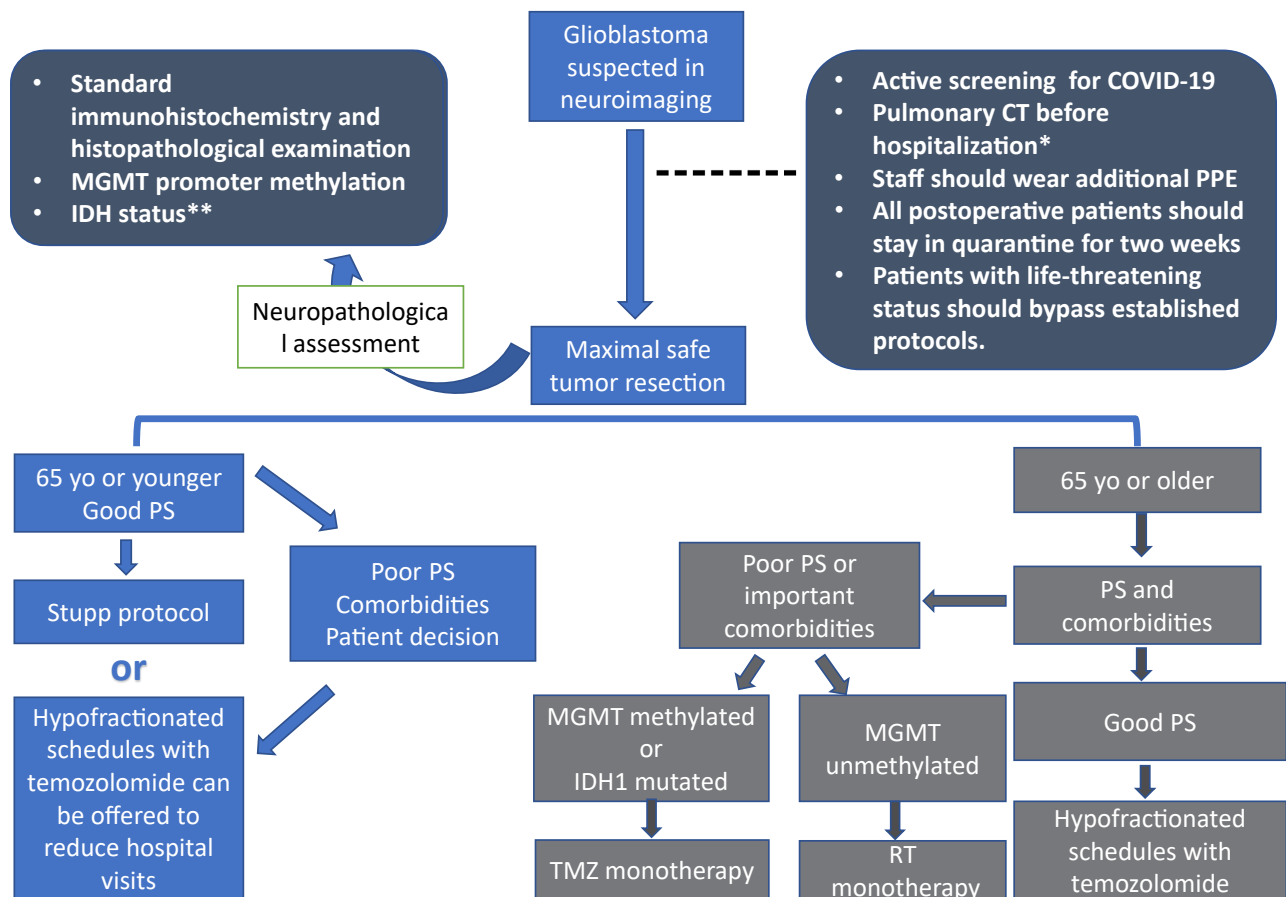 Glioblastoma
suspected in
neuroimaging
• Standard
immunohistochemistry and
histopathological examination
• MGMT promoter methylation
• IDH status**
• Active screening for COVID-19
• Pulmonary CT before
hospitalization*
• Staff should wear additional PPE
• All postoperative patients should
stay in quarantine for two weeks
• Patients with life-threatening
status should bypass established
protocols.
Neuropathologica
l assessment
Maximal safe
tumor resection
65 yo or younger
Good PS
Stupp protocol
or
Hypofractionated
schedules with
temozolomide can
be offered to
reduce hospital
visits
Poor PS
Comorbidities
Patient decision
65 yo or older
PS and
comorbidities
Poor PS or
important
comorbidities
MGMT methylated
or
IDH1 mutated
TMZ monotherapy
MGMT
unmethylated
RT
monotherapy
Good PS
Hypofractionated
schedules with
temozolomide